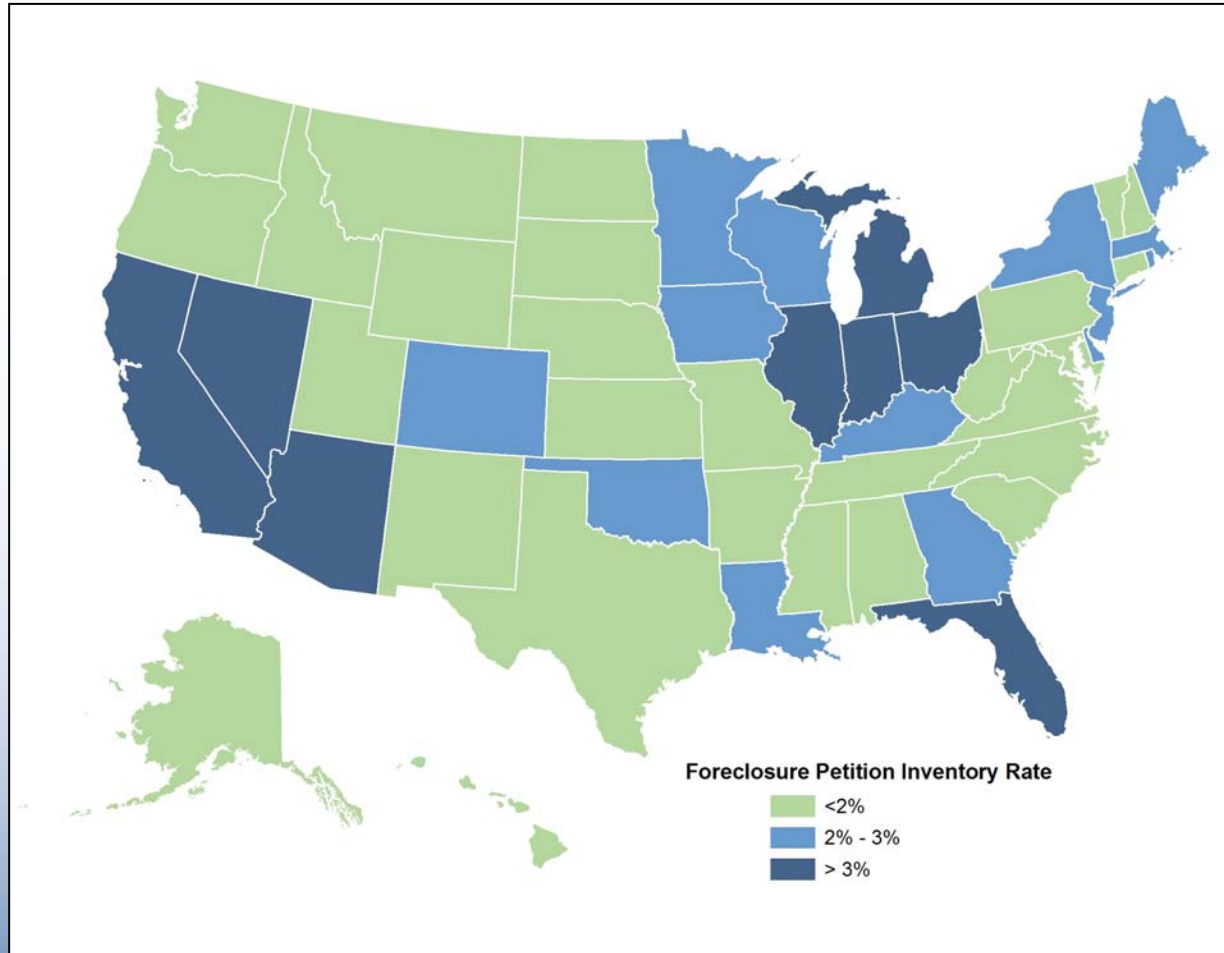 Foreclosure Petition Inventory Rate
<2%
2% - 3%
> 3%